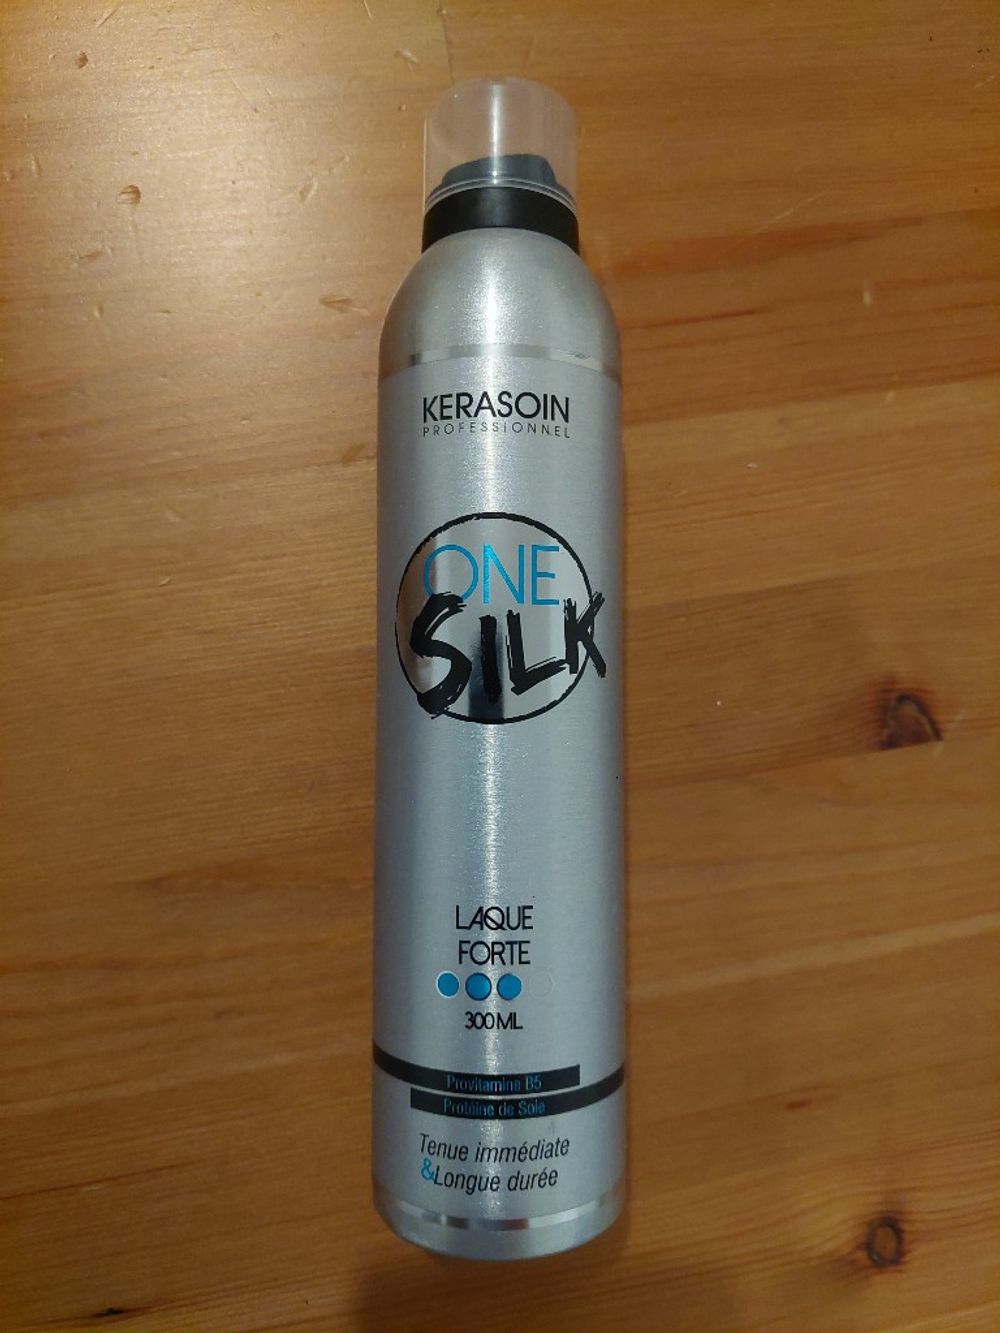 KERASOIN
PROFESSIONNEL
ONE
SILK
LAQUE
FORTE
300ML
Provitamine B5
Protéine de Soie
Tenue immédiate
&Longue durée